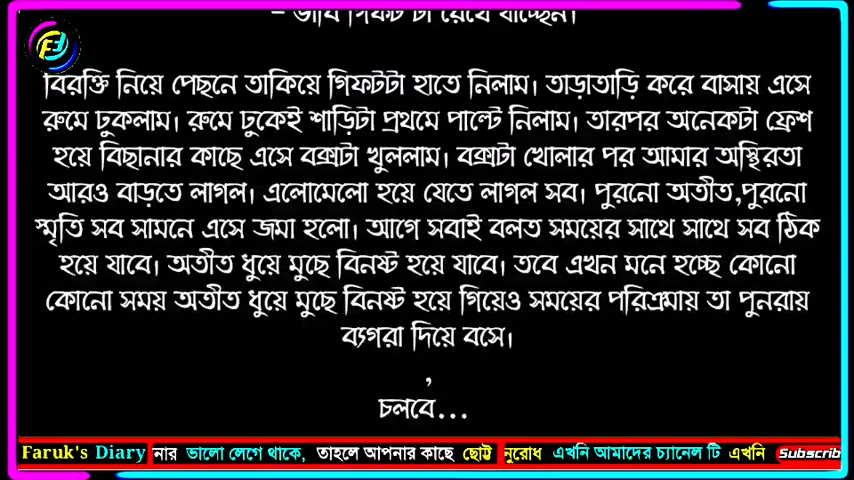 – ভাবি গিফট টা রেখে যাচ্ছেন।
বিরক্তি নিয়ে পেছনে তাকিয়ে গিফটটা হাতে নিলাম। তাড়াতাড়ি করে বাসায় এসে
রুমে ঢুকলাম। রুমে ঢুকেই শাড়িটা প্রথমে পাল্টে নিলাম। তারপর অনেকটা ফ্রেশ
হয়ে বিছানার কাছে এসে বক্সটা খুললাম। বক্সটা খোলার পর আমার অস্থিরতা
আরও বাড়তে লাগল। এলোমেলো হয়ে যেতে লাগল সব। পুরনো অতীত,পুরনো
স্মৃতি সব সামনে এসে জমা হলো। আগে সবাই বলত সময়ের সাথে সাথে সব ঠিক
হয়ে যাবে। অতীত ধুয়ে মুছে বিনষ্ট হয়ে যাবে। তবে এখন মনে হচ্ছে কোনো
কোনো সময় অতীত ধুয়ে মুছে বিনষ্ট হয়ে গিয়েও সময়ের পরিক্রমায় তা পুনরায়
ব্যগরা দিয়ে বসে।
,
চলবে...
Faruk's Diary নার ভালো লেগে থাকে, তাহলে আপনার কাছে ছোট্ট নুরোধ এখনি আমাদের চ্যানেল টি এখনি Subscrib